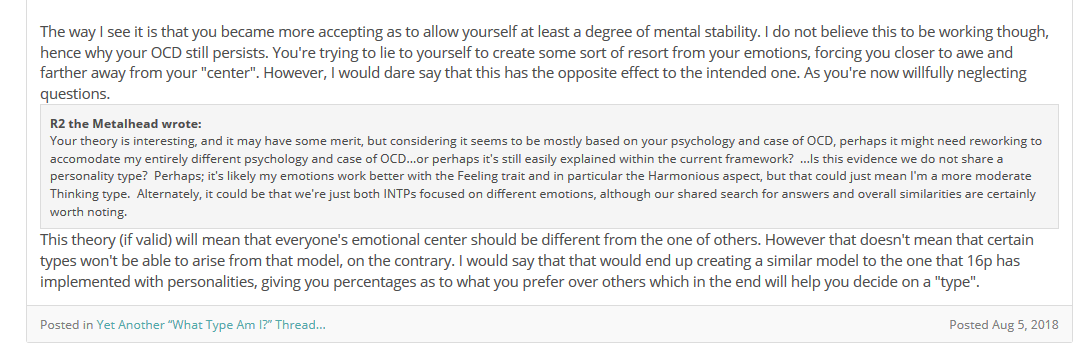 The way I see it is that you became more accepting as to allow yourself at least a degree of mental stability. I do not believe this to be working though,
hence why your OCD still persists. You're trying to lie to yourself to create some sort of resort from your emotions, forcing you closer to awe and
farther away from your "center". However, I would dare say that this has the opposite effect to the intended one. As you're now willfully neglecting
questions.
R2 the Metalhead wrote:
Your theory is interesting, and it may have some merit, but considering it seems to be mostly based on your psychology and case of OCD, perhaps it might need reworking to
accomodate my entirely different psychology and case of OCD...or perhaps it's still easily explained within the current framework?  ...Is this evidence we do not share a
personality type?  Perhaps; it's likely my emotions work better with the Feeling trait and in particular the Harmonious aspect, but that could just mean I'm a more moderate
Thinking type.  Alternately, it could be that we're just both INTPs focused on different emotions, although our shared search for answers and overall similarities are certainly
worth noting.
This theory (if valid) will mean that everyone's emotional center should be different from the one of others. However that doesn't mean that certain
types won't be able to arise from that model, on the contrary. I would say that that would end up creating a similar model to the one that 16p has
implemented with personalities, giving you percentages as to what you prefer over others which in the end will help you decide on a "type".
Posted in Yet Another “What Type Am I?” Thread...
Posted Aug 5, 2018